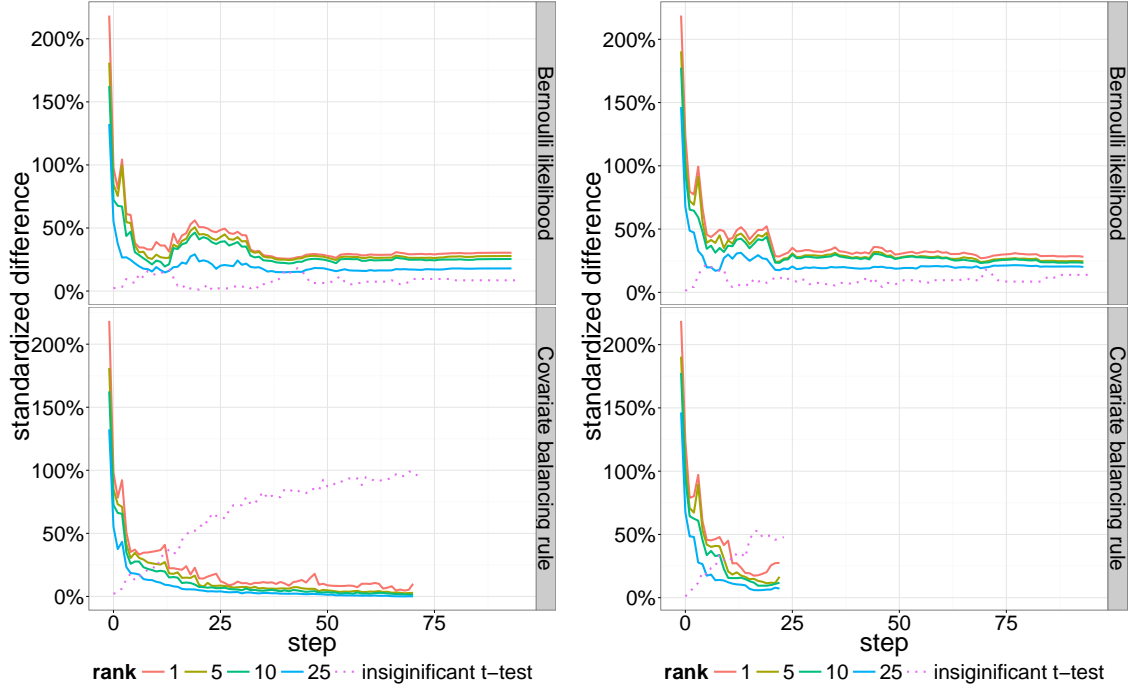 200%
150%
100%
50%
0%
Bernoulli likelihood
200%
150%
100%
50%
0%
Covariate balancing rule
standardized difference
0 25 50 75
step
rank 1 5 10 25 insiginificant t−test
200%
150%
100%
50%
0%
Bernoulli likelihood
200%
150%
100%
50%
0%
Covariate balancing rule
standardized difference
0 25 50 75
step
rank 1 5 10 25 insiginificant t−test